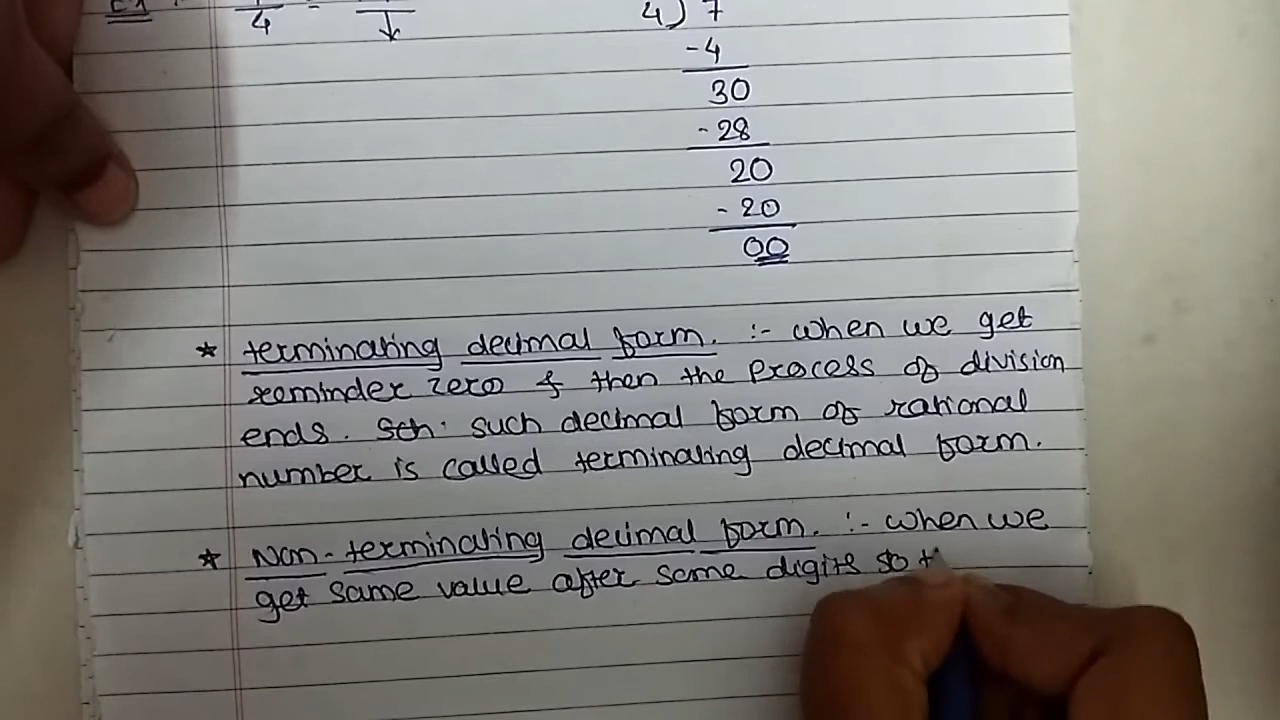 4
4) 7
-4
30
- 28
20
- 20
00
* terminating decimal form. :- when we get
reminder zero & then the process of division
ends. Sch. such decimal form of rational
number is called terminating decimal form.
* Non-terminating decimal form. :- when we
get same value after some digits so t